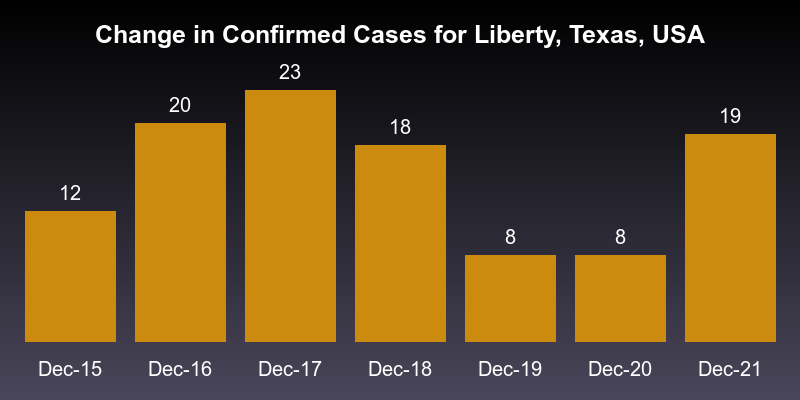 Change in Confirmed Cases for Liberty, Texas, USA
12
20
23
18
8
8
19
Dec-15
Dec-16
Dec-17
Dec-18
Dec-19
Dec-20
Dec-21